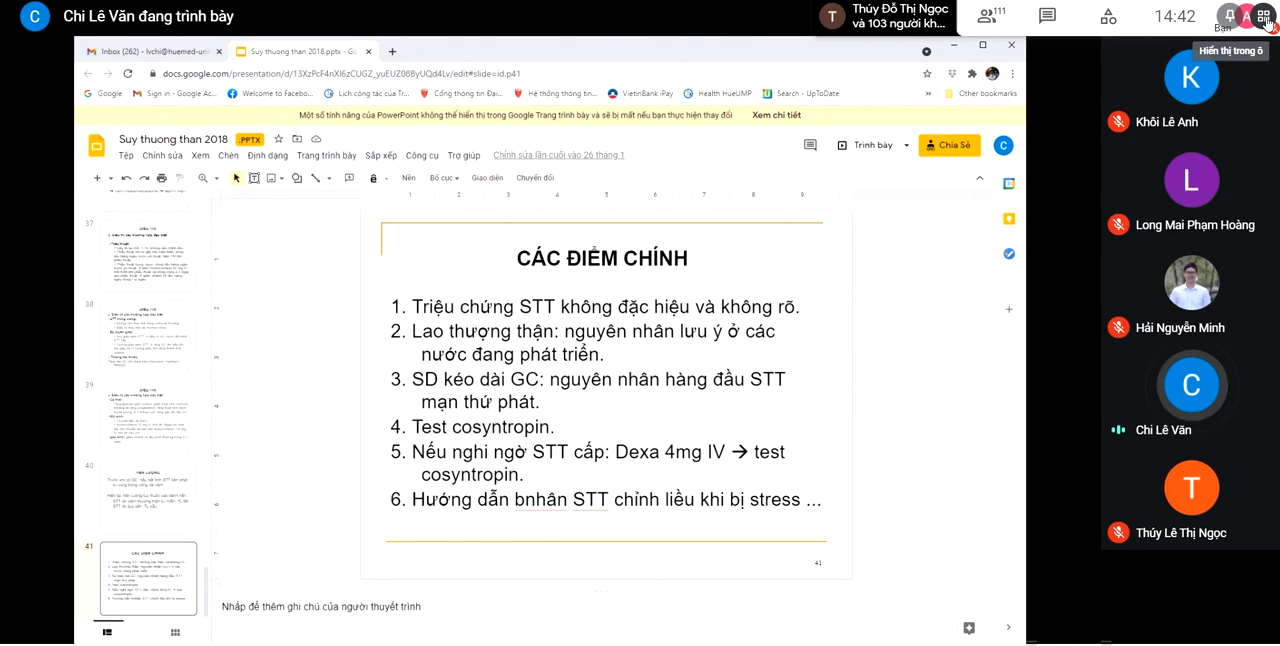 C
Chi Lê Văn đang trình bày
T
Thúy Đỗ Thị Ngọc
và 103 người kh...
111
14:42
A
Bạn
Hiển thị trong ô
Inbox (262) - lvchi@huemed-uni
Suy thuong than 2018.pptx - Go
docs.google.com/presentation/d/13XzPcF4nXl6zCUGZ_yuEUZ08ByUQd4Lv/edit#slide=id.p41
Google
Sign in - Google Ac...
Welcome to Facebo...
Lịch công tác của Tr...
Cổng thông tin Đại...
Hệ thống thông tin...
VietinBank iPay
Health HueUMP
Search - UpToDate
»
Other bookmarks
Một số tính năng của PowerPoint không thể hiển thị trong Google Trang trình bày và sẽ bị mất nếu bạn thực hiện thay đổi
Xem chi tiết
Suy thuong than 2018
.PPTX
Tệp Chỉnh sửa Xem Chèn Định dạng Trang trình bày Sắp xếp Công cụ Trợ giúp
Chỉnh sửa lần cuối vào 26 tháng 1
Trình bày
Chia Sẻ
C
Nền
Bố cục
Giao diện
Chuyển đổi
1 2 3 4 5 6 7 8 9
37
38
39
40
41
CÁC ĐIỂM CHÍNH
1. Triệu chứng STT không đặc hiệu và không rõ.
2. Lao thượng thận: nguyên nhân lưu ý ở các
nước đang phát triển.
3. SD kéo dài GC: nguyên nhân hàng đầu STT
mạn thứ phát.
4. Test cosyntropin.
5. Nếu nghi ngờ STT cấp: Dexa 4mg IV → test
cosyntropin.
6. Hướng dẫn bnhân STT chỉnh liều khi bị stress ...
41
Nhấp để thêm ghi chú của người thuyết trình
K
Khôi Lê Anh
L
Long Mai Phạm Hoàng
Hải Nguyễn Minh
C
Chi Lê Văn
T
Thúy Lê Thị Ngọc